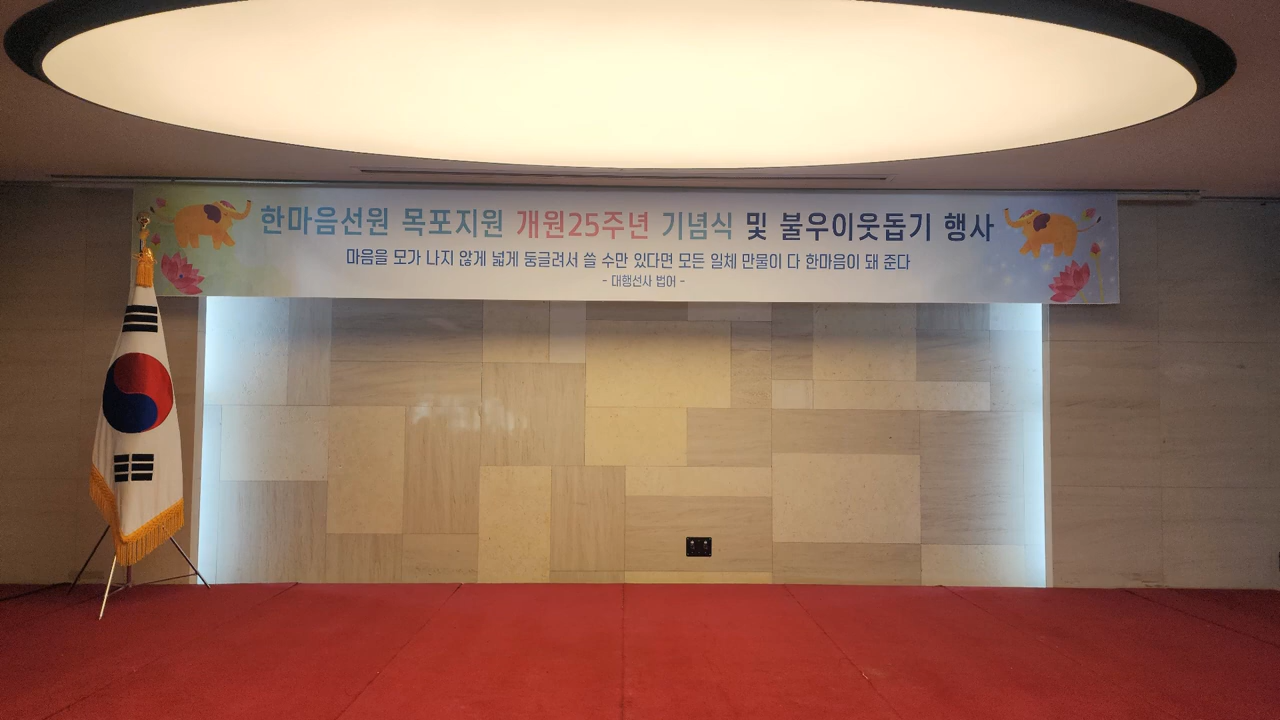 한마음선원 목포지원 개원25주년 기념식 및 불우이웃돕기 행사
마음을 모가 나지 않게 넓게 둥글려서 쓸 수만 있다면 모든 일체 만물이 다 한마음이 돼 준다
- 대행선사 법어 -